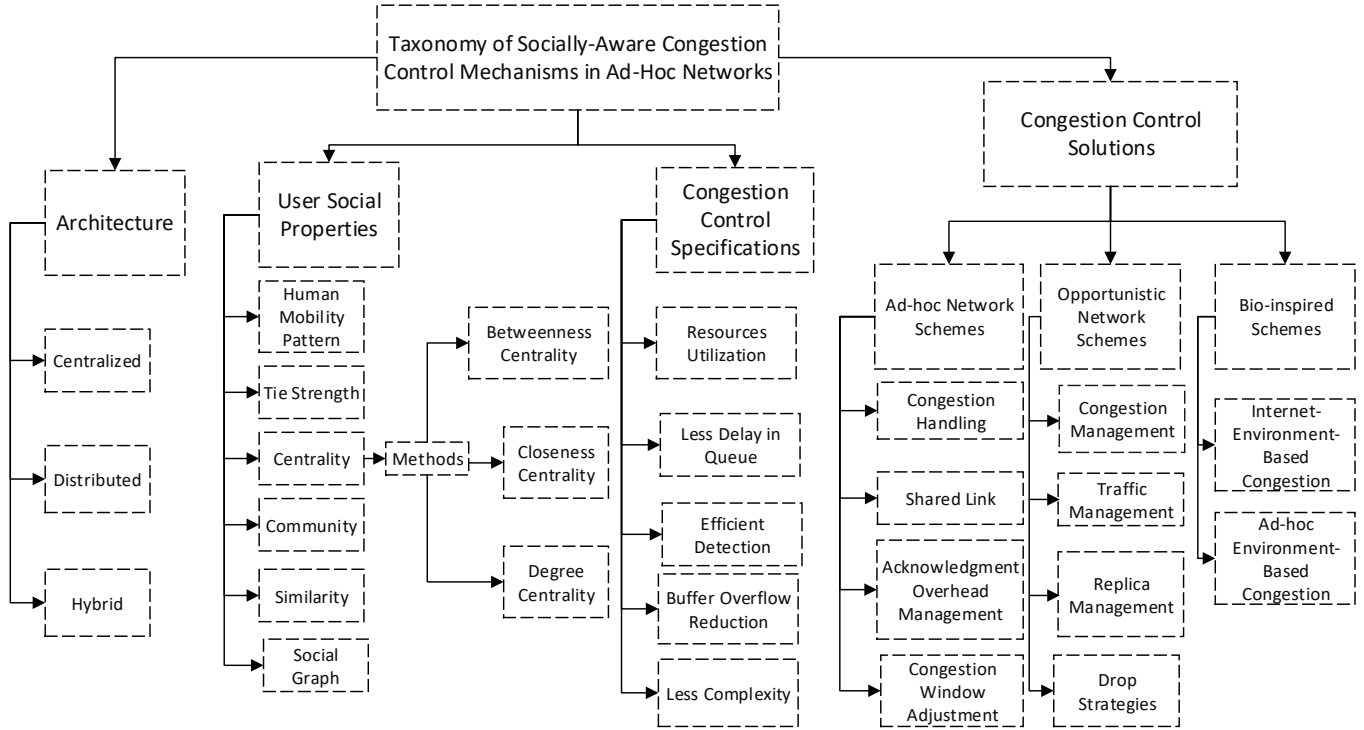 Taxonomy of Socially-Aware Congestion
Control Mechanisms in Ad-Hoc Networks
Architecture
Centralized
Distributed
Hybrid
User Social
Properties
Human
Mobility
Pattern
Tie Strength
Centrality
Community
Similarity
Social
Graph
Methods
Betweenness
Centrality
Closeness
Centrality
Degree
Centrality
Congestion
Control
Specifications
Resources
Utilization
Less Delay in
Queue
Efficient
Detection
Buffer Overflow
Reduction
Less Complexity
Congestion Control
Solutions
Ad-hoc Network
Schemes
Congestion
Handling
Shared Link
Acknowledgment
Overhead
Management
Congestion
Window
Adjustment
Opportunistic
Network
Schemes
Congestion
Management
Traffic
Management
Replica
Management
Drop
Strategies
Bio-inspired
Schemes
Internet-
Environment-
Based
Congestion
Ad-hoc
Environment-
Based
Congestion